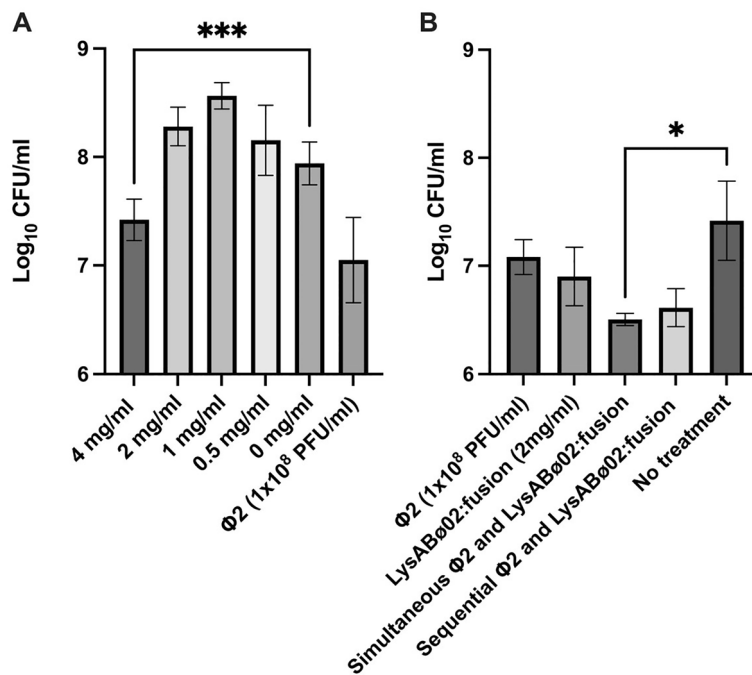 A
B
***
*
9
8
7
6
Log10 CFU/ml
4 mg/ml
2 mg/ml
1 mg/ml
0.5 mg/ml
0 mg/ml
Φ2 (1x10⁸ PFU/ml)
9
8
7
6
Log10 CFU/ml
Φ2 (1x10⁸ PFU/ml)
LysABø02:fusion (2mg/ml)
Simultaneous Φ2 and LysABø02:fusion
Sequential Φ2 and LysABø02:fusion
No treatment